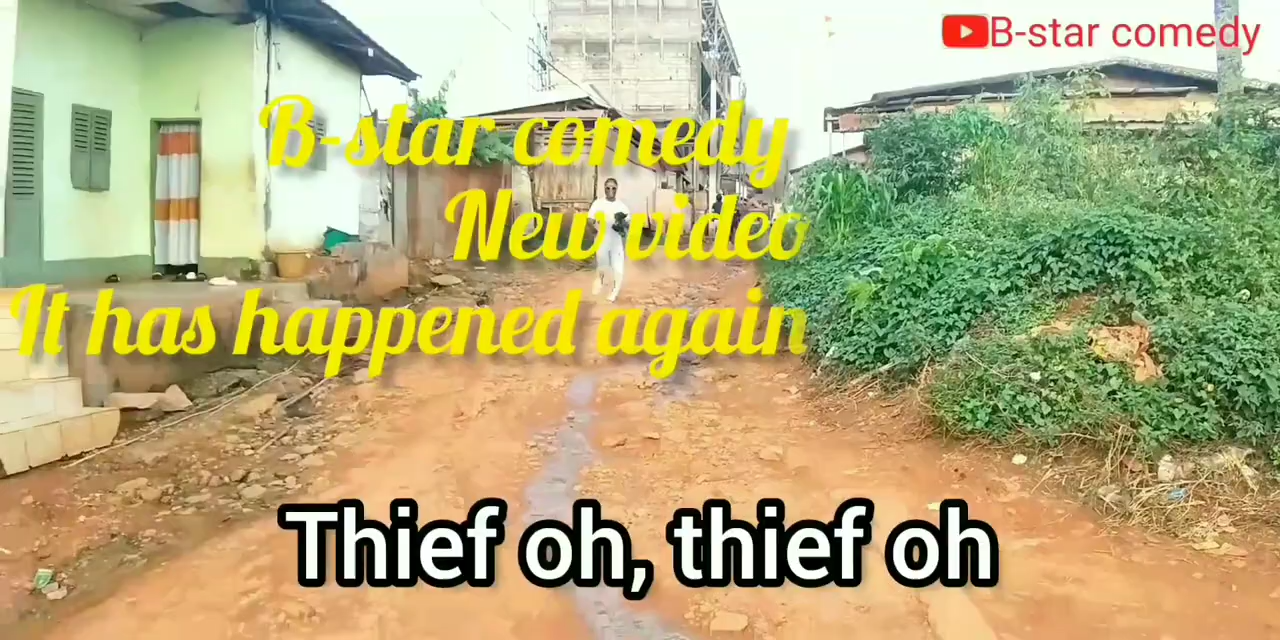 B-star comedy
B-star comedy
New video
It has happened again
Thief oh, thief oh